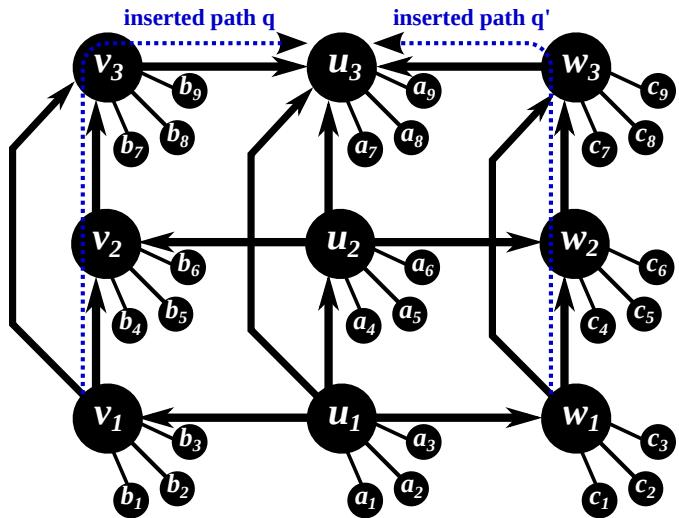 inserted path q inserted path q'
v3 u3 w3
b9 a9 c9
b7 b8 a7 a8 c7 c8
v2 u2 w2
b6 a6 c6
b4 b5 a4 a5 c4 c5
v1 u1 w1
b3 a3 c3
b1 b2 a1 a2 c1 c2